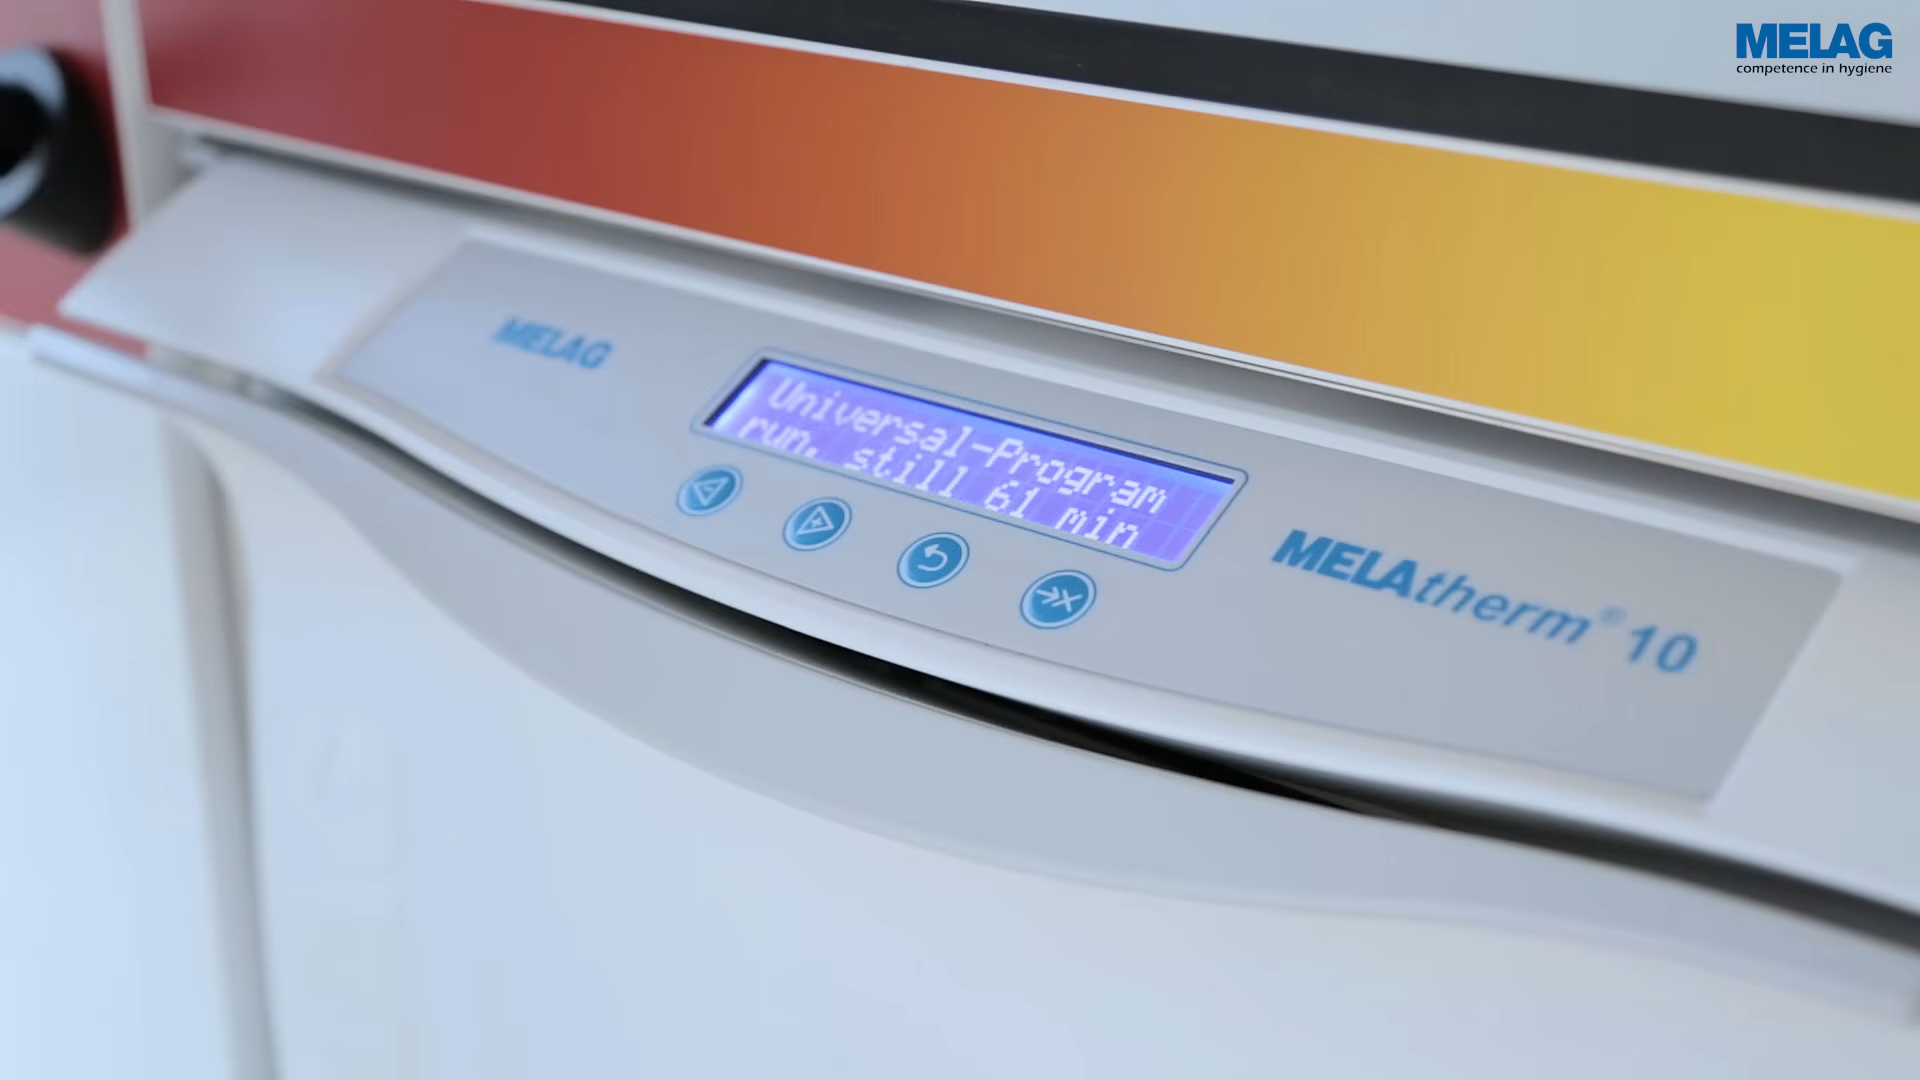 MELAG
competence in hygiene
MELAG
Universal-Program
run. still 61 min
MELAtherm® 10